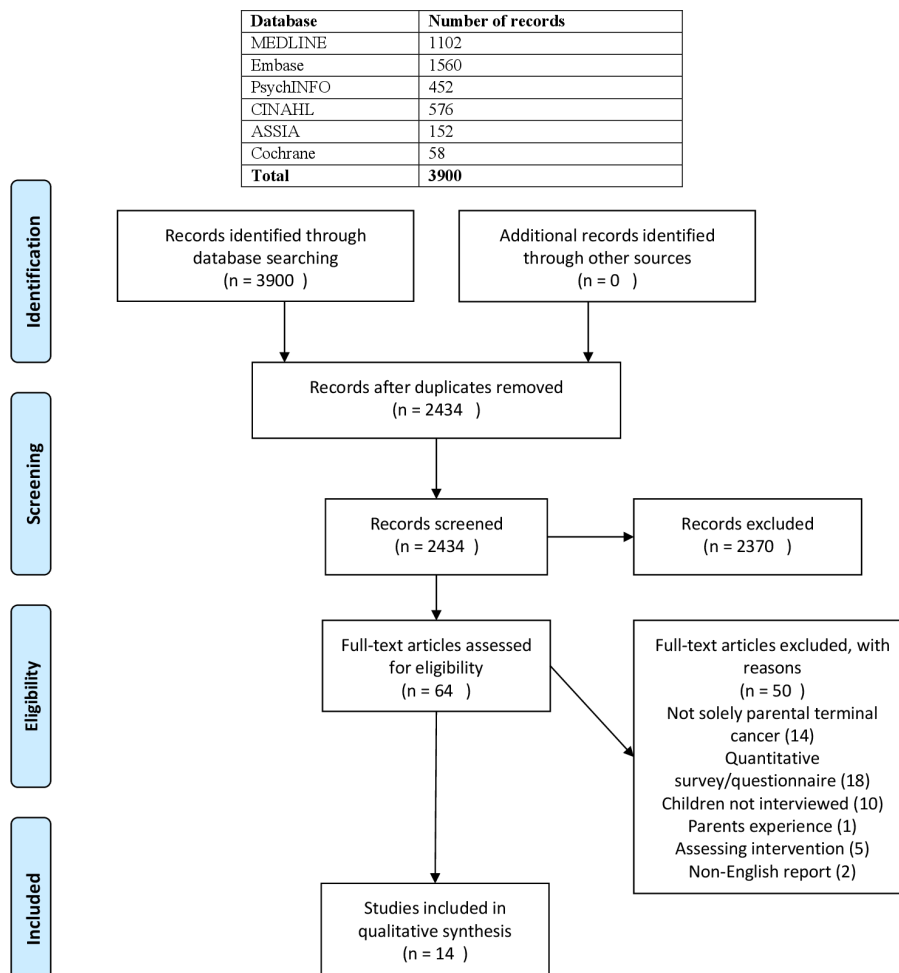 Database Number of records
MEDLINE 1102
Embase 1560
PsychINFO 452
CINAHL 576
ASSIA 152
Cochrane 58
Total 3900
Identification
Records identified through
database searching
(n = 3900 )
Additional records identified
through other sources
(n = 0 )
Records after duplicates removed
(n = 2434 )
Screening
Records screened
(n = 2434 )
Records excluded
(n = 2370 )
Eligibility
Full-text articles assessed
for eligibility
(n = 64 )
Full-text articles excluded, with
reasons
(n = 50 )
Not solely parental terminal
cancer (14)
Quantitative
survey/questionnaire (18)
Children not interviewed (10)
Parents experience (1)
Assessing intervention (5)
Non-English report (2)
Included
Studies included in
qualitative synthesis
(n = 14 )